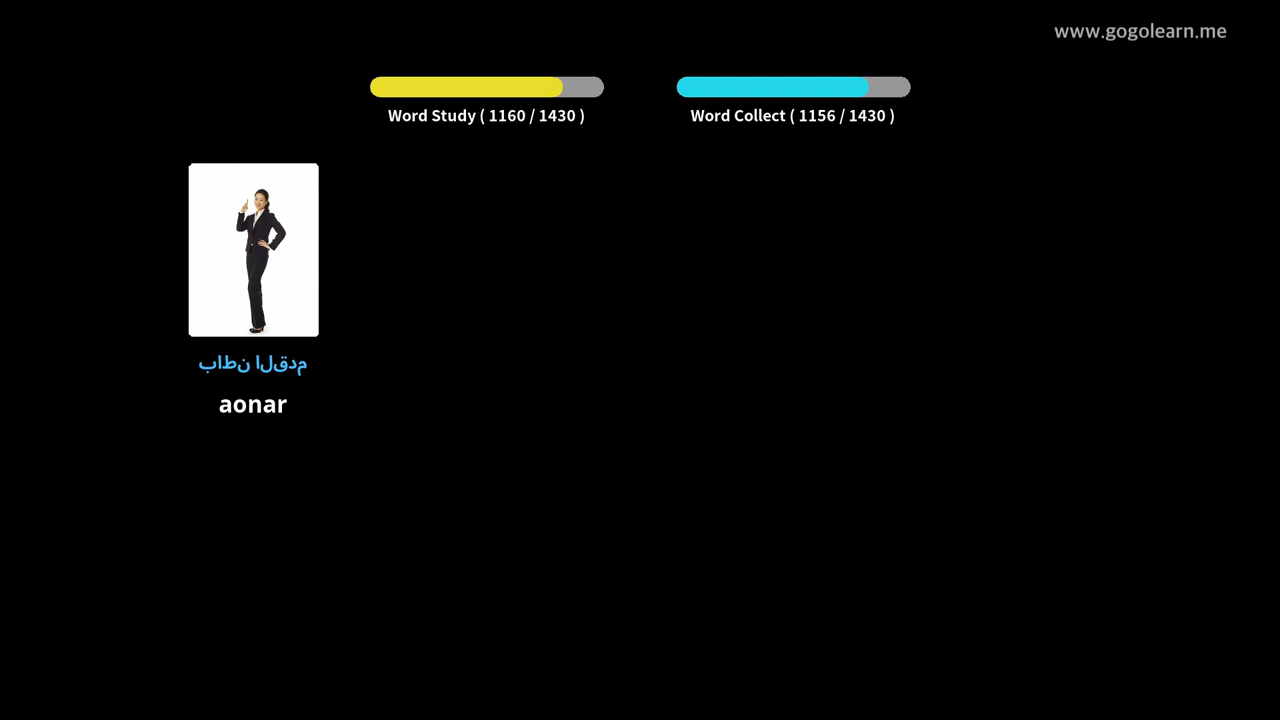 www.gogolearn.me
Word Study ( 1160 / 1430 )
Word Collect ( 1156 / 1430 )
باطن القدم
aonar